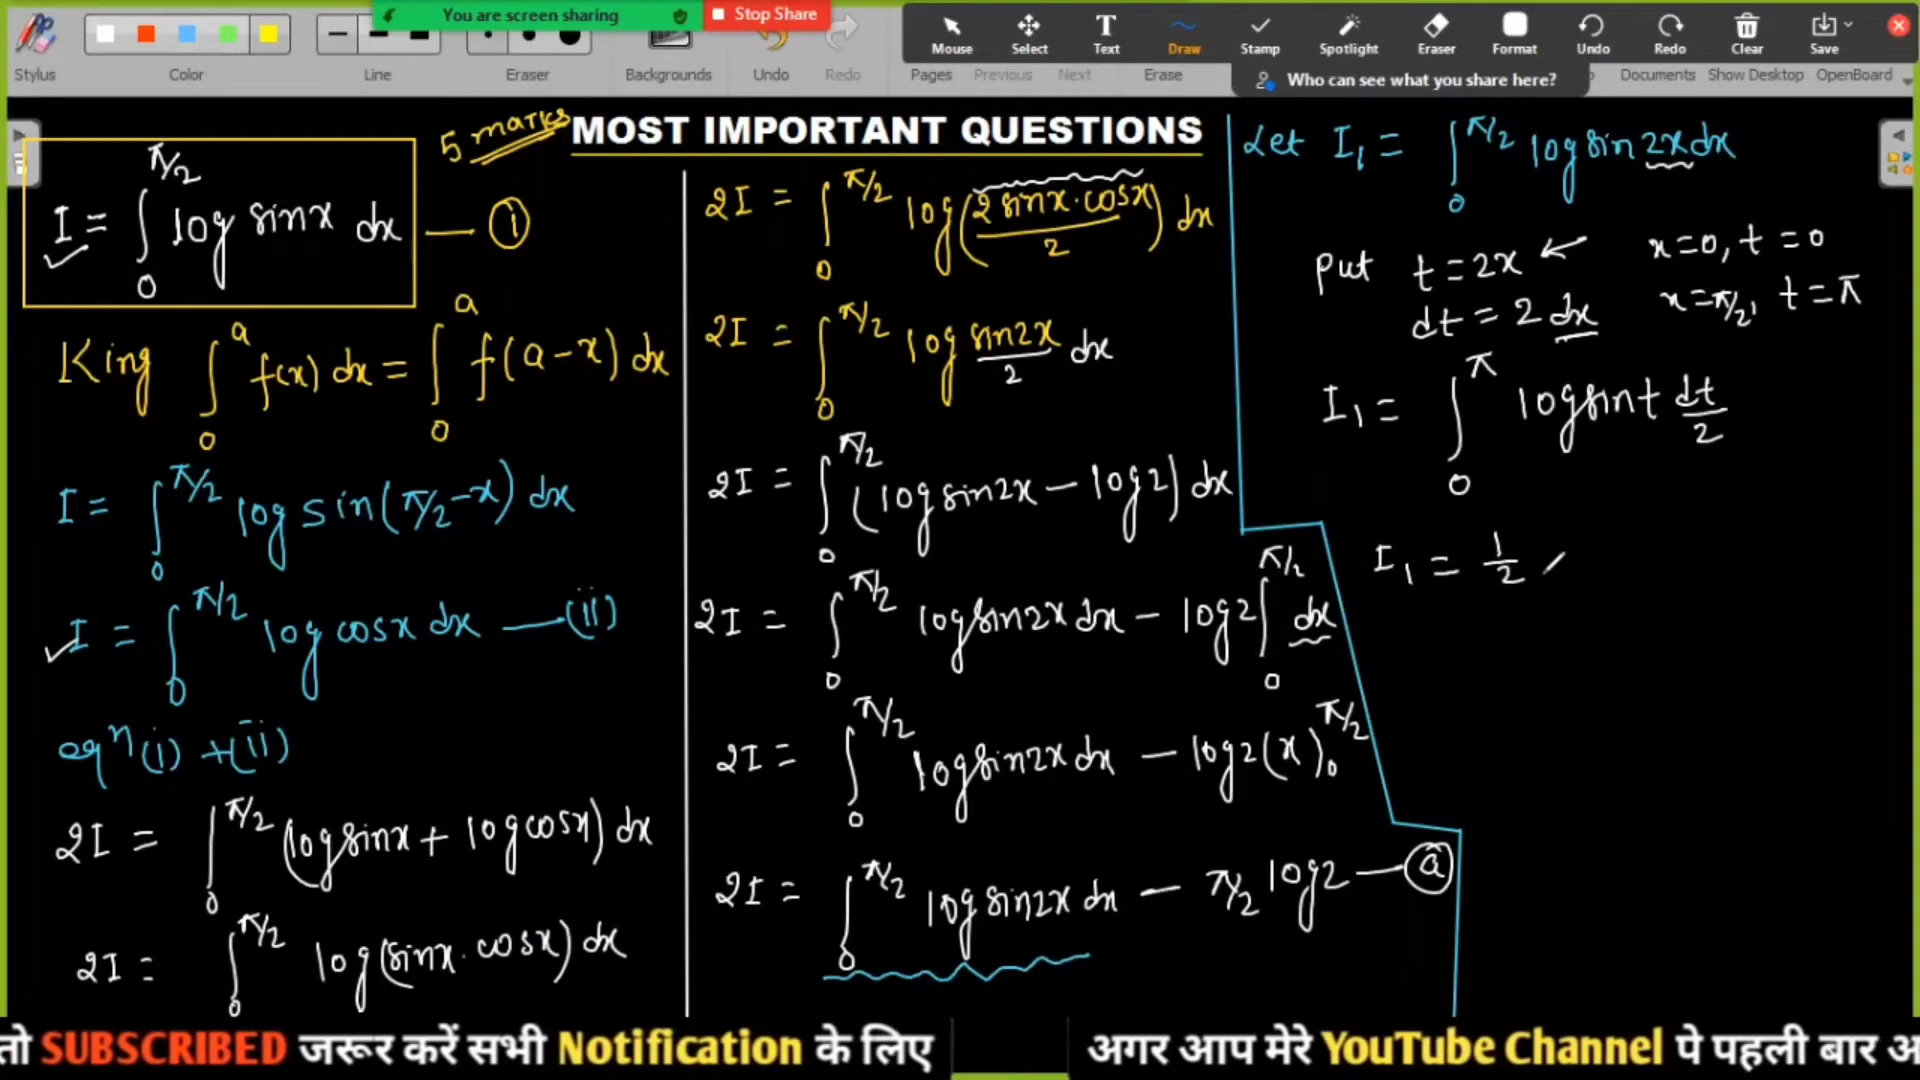 You are screen sharing
Stop Share
Stylus
Color
Line
Eraser
Backgrounds
Undo
Redo
Pages
Previous
Next
Erase
Documents
Show Desktop
OpenBoard
Mouse
Select
Text
Draw
Stamp
Spotlight
Eraser
Format
Undo
Redo
Clear
Save
Who can see what you share here?
5 marks
MOST IMPORTANT QUESTIONS
I = ∫₀^{π/2} log sinx dx — (i)
King ∫₀^a f(x) dx = ∫₀^a f(a-x) dx
I = ∫₀^{π/2} log sin(π/2-x) dx
I = ∫₀^{π/2} log cosx dx — (ii)
eqⁿ (i) + (ii)
2I = ∫₀^{π/2} (log sinx + log cosx) dx
2I = ∫₀^{π/2} log(sinx·cosx) dx
2I = ∫₀^{π/2} log(2 sinx·cosx/2) dx
2I = ∫₀^{π/2} log sin2x/2 dx
2I = ∫₀^{π/2} (log sin2x - log2) dx
2I = ∫₀^{π/2} log sin2x dx - log2 ∫₀^{π/2} dx
2I = ∫₀^{π/2} log sin2x dx - log2 (x)₀^{π/2}
2I = ∫₀^{π/2} log sin2x dx - π/2 log2 — (a)
Let I₁ = ∫₀^{π/2} log sin 2x dx
Put t = 2x x=0, t=0
dt = 2 dx x=π/2, t=π
I₁ = ∫₀^π log sint dt/2
I₁ = 1/2
तो SUBSCRIBED जरूर करें सभी Notification के लिए
अगर आप मेरे YouTube Channel पे पहली बार अ